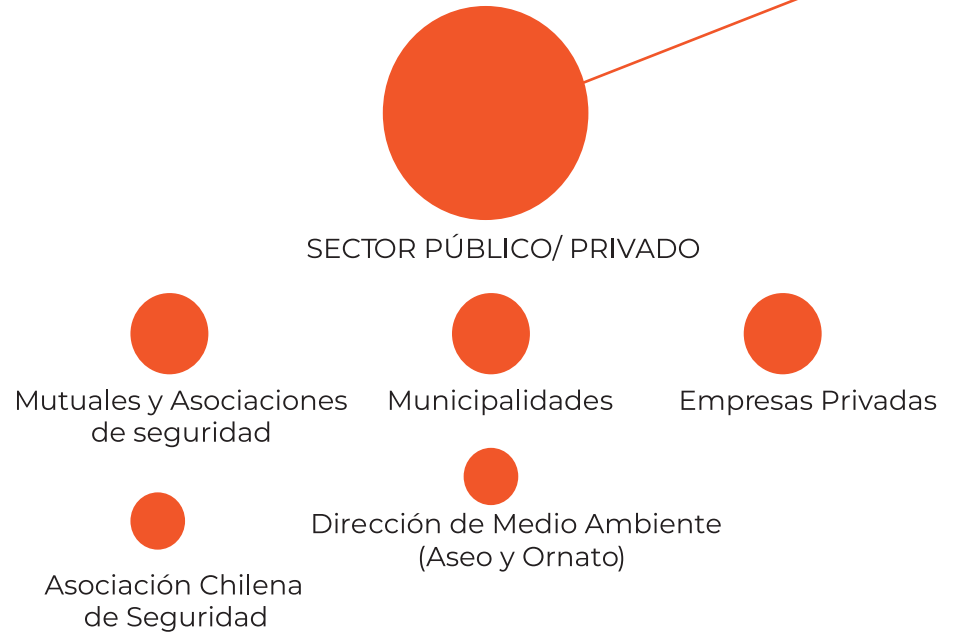 SECTOR PÚBLICO/ PRIVADO
Mutuales y Asociaciones
de seguridad
Municipalidades
Empresas Privadas
Dirección de Medio Ambiente
(Aseo y Ornato)
Asociación Chilena
de Seguridad